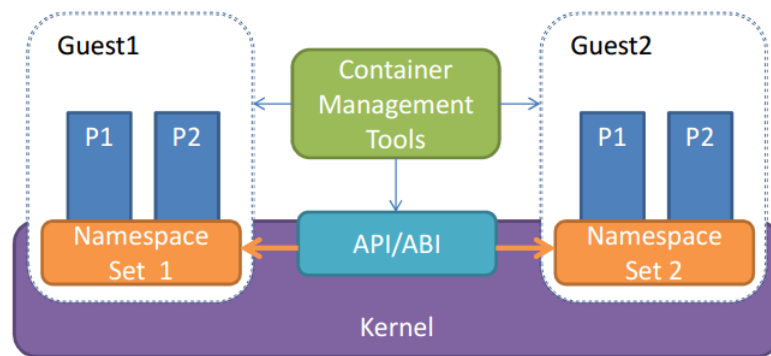 Guest1
Container
Management
Tools
Guest2
P1
P2
P1
P2
Namespace
Set 1
API/ABI
Namespace
Set 2
Kernel